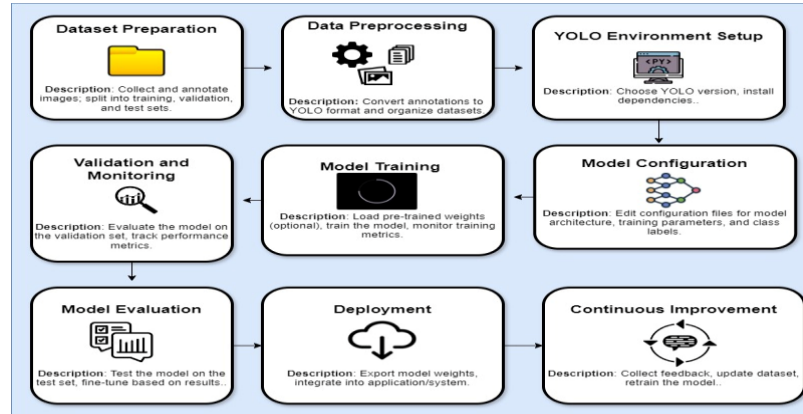 Dataset Preparation
Description: Collect and annotate
images; split into training, validation,
and test sets.
Data Preprocessing
Description: Convert annotations to
YOLO format and organize datasets.
YOLO Environment Setup
<PY>
Description: Choose YOLO version, install
dependencies..
Validation and
Monitoring
Description: Evaluate the model on
the validation set, track performance
metrics.
Model Training
Description: Load pre-trained weights
(optional), train the model, monitor training
metrics.
Model Configuration
Description: Edit configuration files for model
architecture, training parameters, and class
labels.
Model Evaluation
Description: Test the model on the
test set, fine-tune based on results..
Deployment
Description: Export model weights,
integrate into application/system.
Continuous Improvement
Description: Collect feedback, update dataset,
retrain the model..